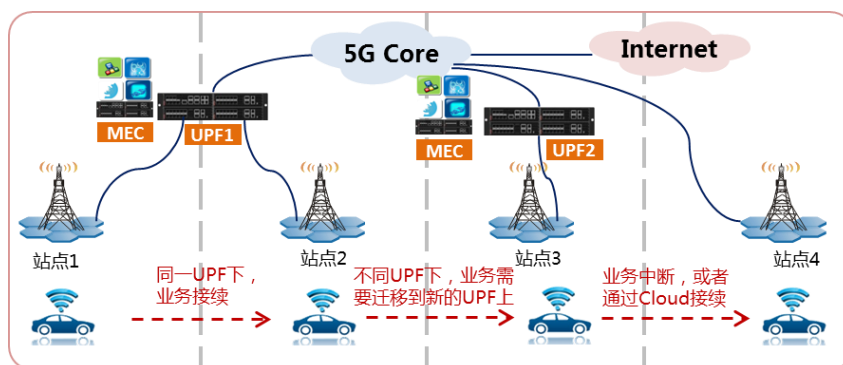 5G Core
Internet
MEC
UPF1
MEC
UPF2
站点1
站点2
站点3
站点4
同一UPF下，
业务接续
不同UPF下，业务需
要迁移到新的UPF上
业务中断，或者
通过Cloud接续